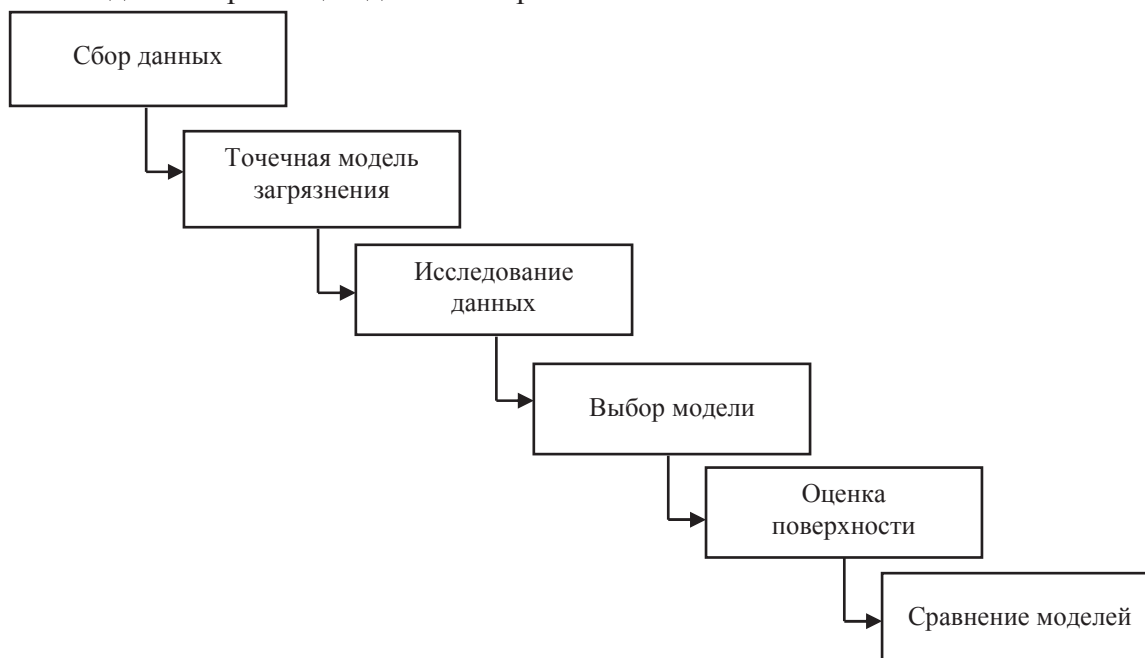 Сбор данных
Точечная модель
загрязнения
Исследование
данных
Выбор модели
Оценка
поверхности
Сравнение моделей